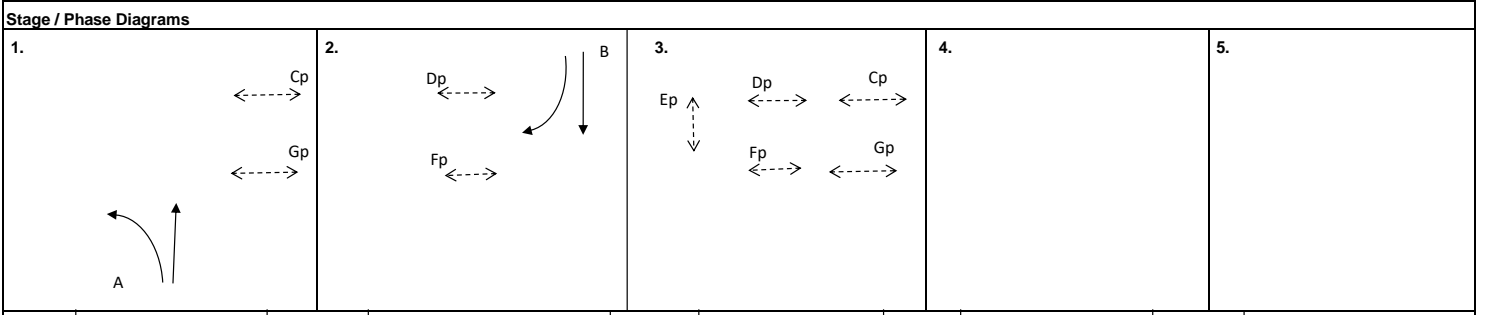 Stage / Phase Diagrams
1.
Cp
Gp
A
2.
B
Dp
Fp
3.
Ep
Dp
Cp
Fp
Gp
4.
5.